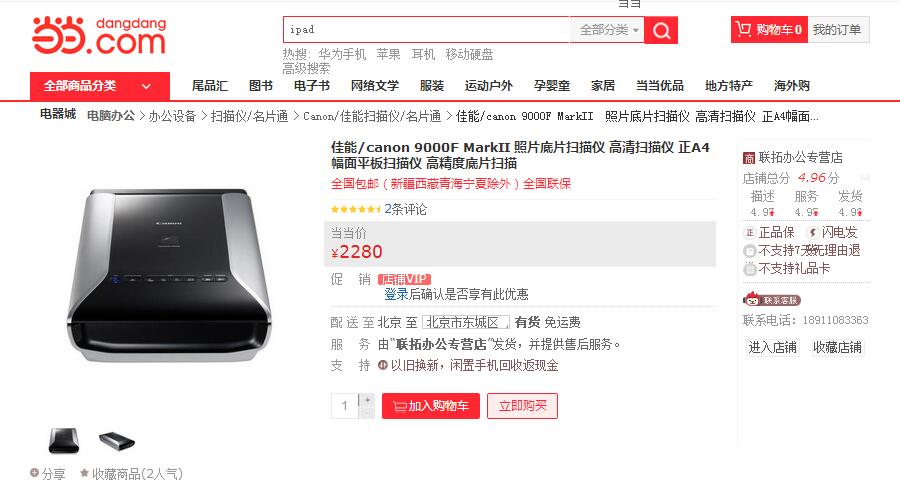 当当
dangdang
当当.com
ipad
全部分类
购物车0
我的订单
热搜：华为手机 苹果 耳机 移动硬盘
高级搜索
全部商品分类
尾品汇 图书 电子书 网络文学 服装 运动户外 孕婴童 家居 当当优品 地方特产 海外购
电器城 电脑办公>办公设备>扫描仪/名片通>Canon/佳能扫描仪/名片通>佳能/canon 9000F MarkII 照片底片扫描仪 高清扫描仪 正A4幅面...
佳能/canon 9000F MarkII 照片底片扫描仪 高清扫描仪 正A4
幅面平板扫描仪 高精度底片扫描
全国包邮（新疆西藏青海宁夏除外）全国联保
2条评论
当当价
¥2280
促 销 店铺VIP
登录后确认是否享有此优惠
配 送 至 北京 至 北京市东城区 有货 免运费
服 务 由"联拓办公专营店"发货，并提供售后服务。
支 持 以旧换新，闲置手机回收返现金
1
+
加入购物车
立即购买
Canon
分享 收藏商品(2人气)
商 联拓办公专营店
店铺总分 4.96分
描述 服务 发货
4.9 4.9 4.9
正 正品保 闪电发
不支持7天无理由退
不支持礼品卡
联系客服
联系电话：18911083363
进入店铺 收藏店铺